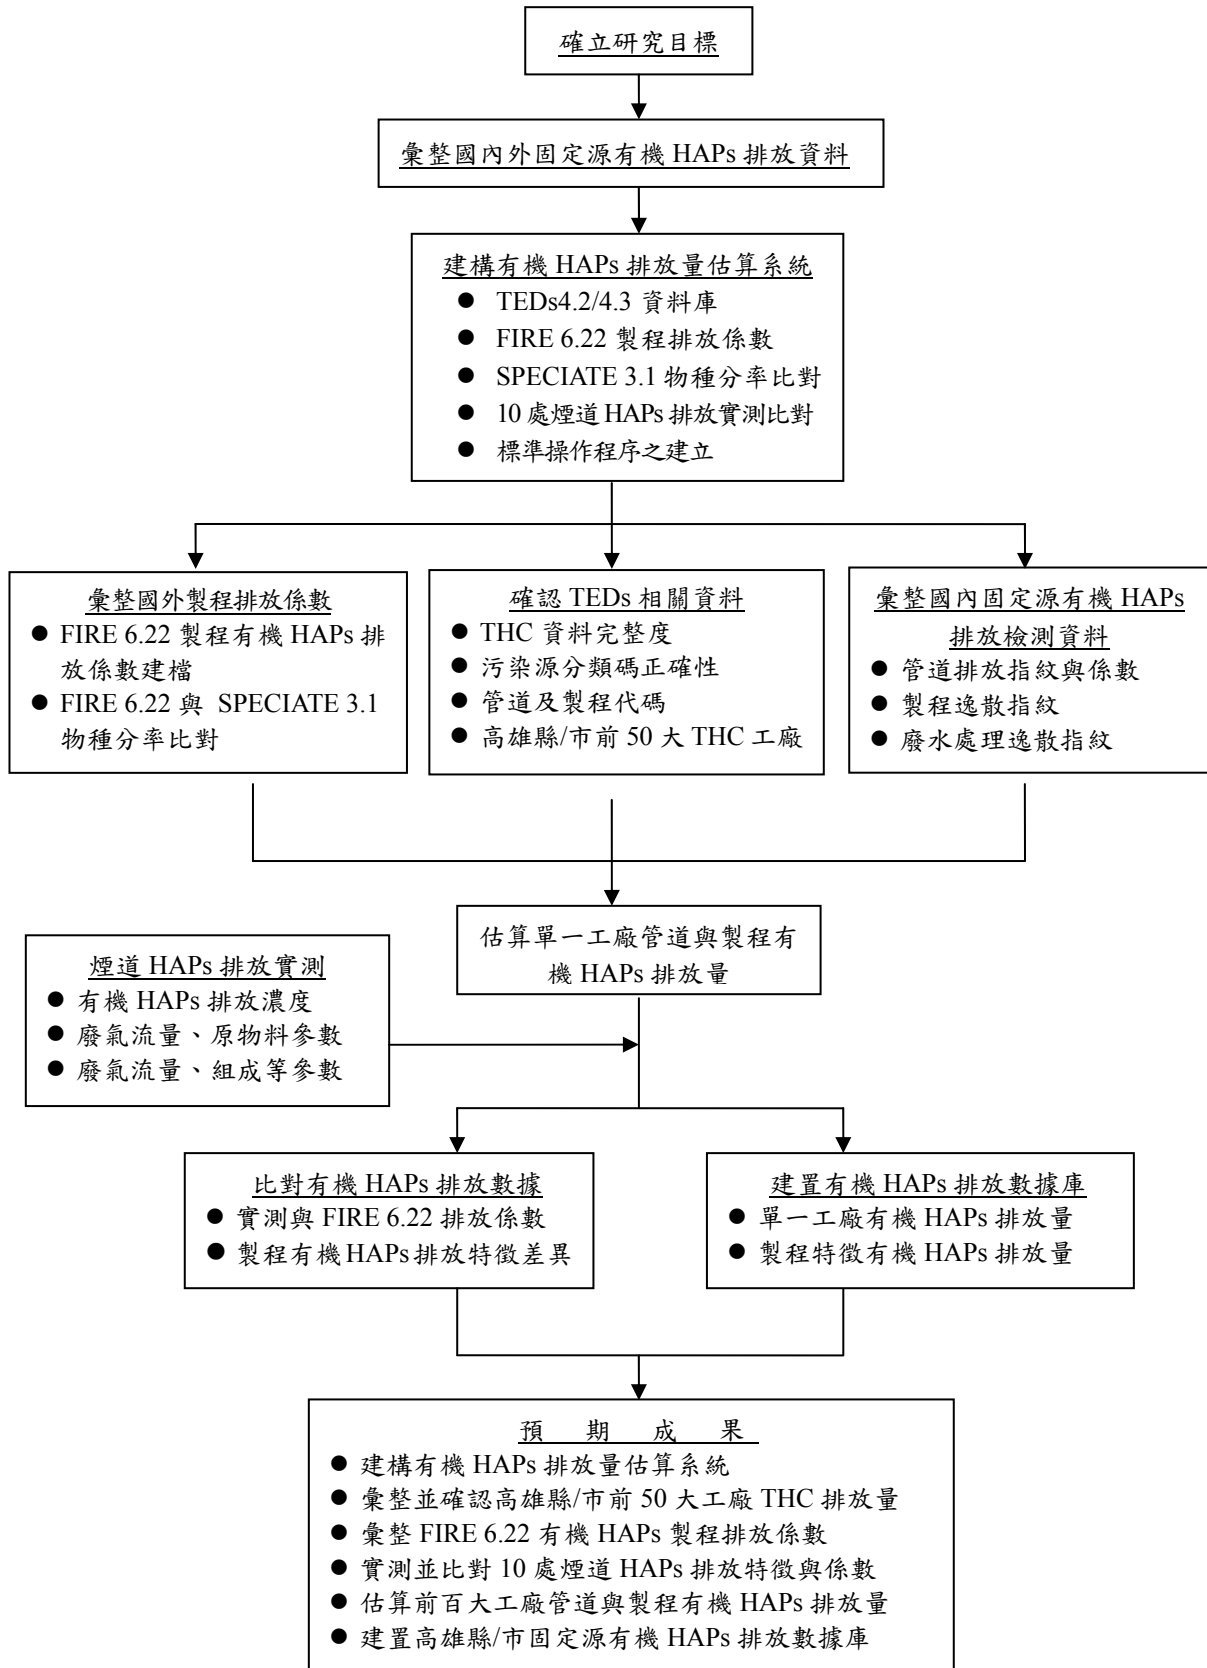 確立研究目標
彙整國內外固定源有機 HAPs 排放資料
建構有機 HAPs 排放量估算系統
● TEDs4.2/4.3 資料庫
● FIRE 6.22 製程排放係數
● SPECIATE 3.1 物種分率比對
● 10 處煙道 HAPs 排放實測比對
● 標準操作程序之建立
彙整國外製程排放係數
● FIRE 6.22 製程有機 HAPs 排
放係數建檔
● FIRE 6.22 與 SPECIATE 3.1
物種分率比對
確認 TEDs 相關資料
● THC 資料完整度
● 污染源分類碼正確性
● 管道及製程代碼
● 高雄縣/市前 50 大 THC 工廠
彙整國內固定源有機 HAPs
排放檢測資料
● 管道排放指紋與係數
● 製程逸散指紋
● 廢水處理逸散指紋
估算單一工廠管道與製程有
機 HAPs 排放量
煙道 HAPs 排放實測
● 有機 HAPs 排放濃度
● 廢氣流量、原物料參數
● 廢氣流量、組成等參數
比對有機 HAPs 排放數據
● 實測與 FIRE 6.22 排放係數
● 製程有機 HAPs 排放特徵差異
建置有機 HAPs 排放數據庫
● 單一工廠有機 HAPs 排放量
● 製程特徵有機 HAPs 排放量
預 期 成 果
● 建構有機 HAPs 排放量估算系統
● 彙整並確認高雄縣/市前 50 大工廠 THC 排放量
● 彙整 FIRE 6.22 有機 HAPs 製程排放係數
● 實測並比對 10 處煙道 HAPs 排放特徵與係數
● 估算前百大工廠管道與製程有機 HAPs 排放量
● 建置高雄縣/市固定源有機 HAPs 排放數據庫